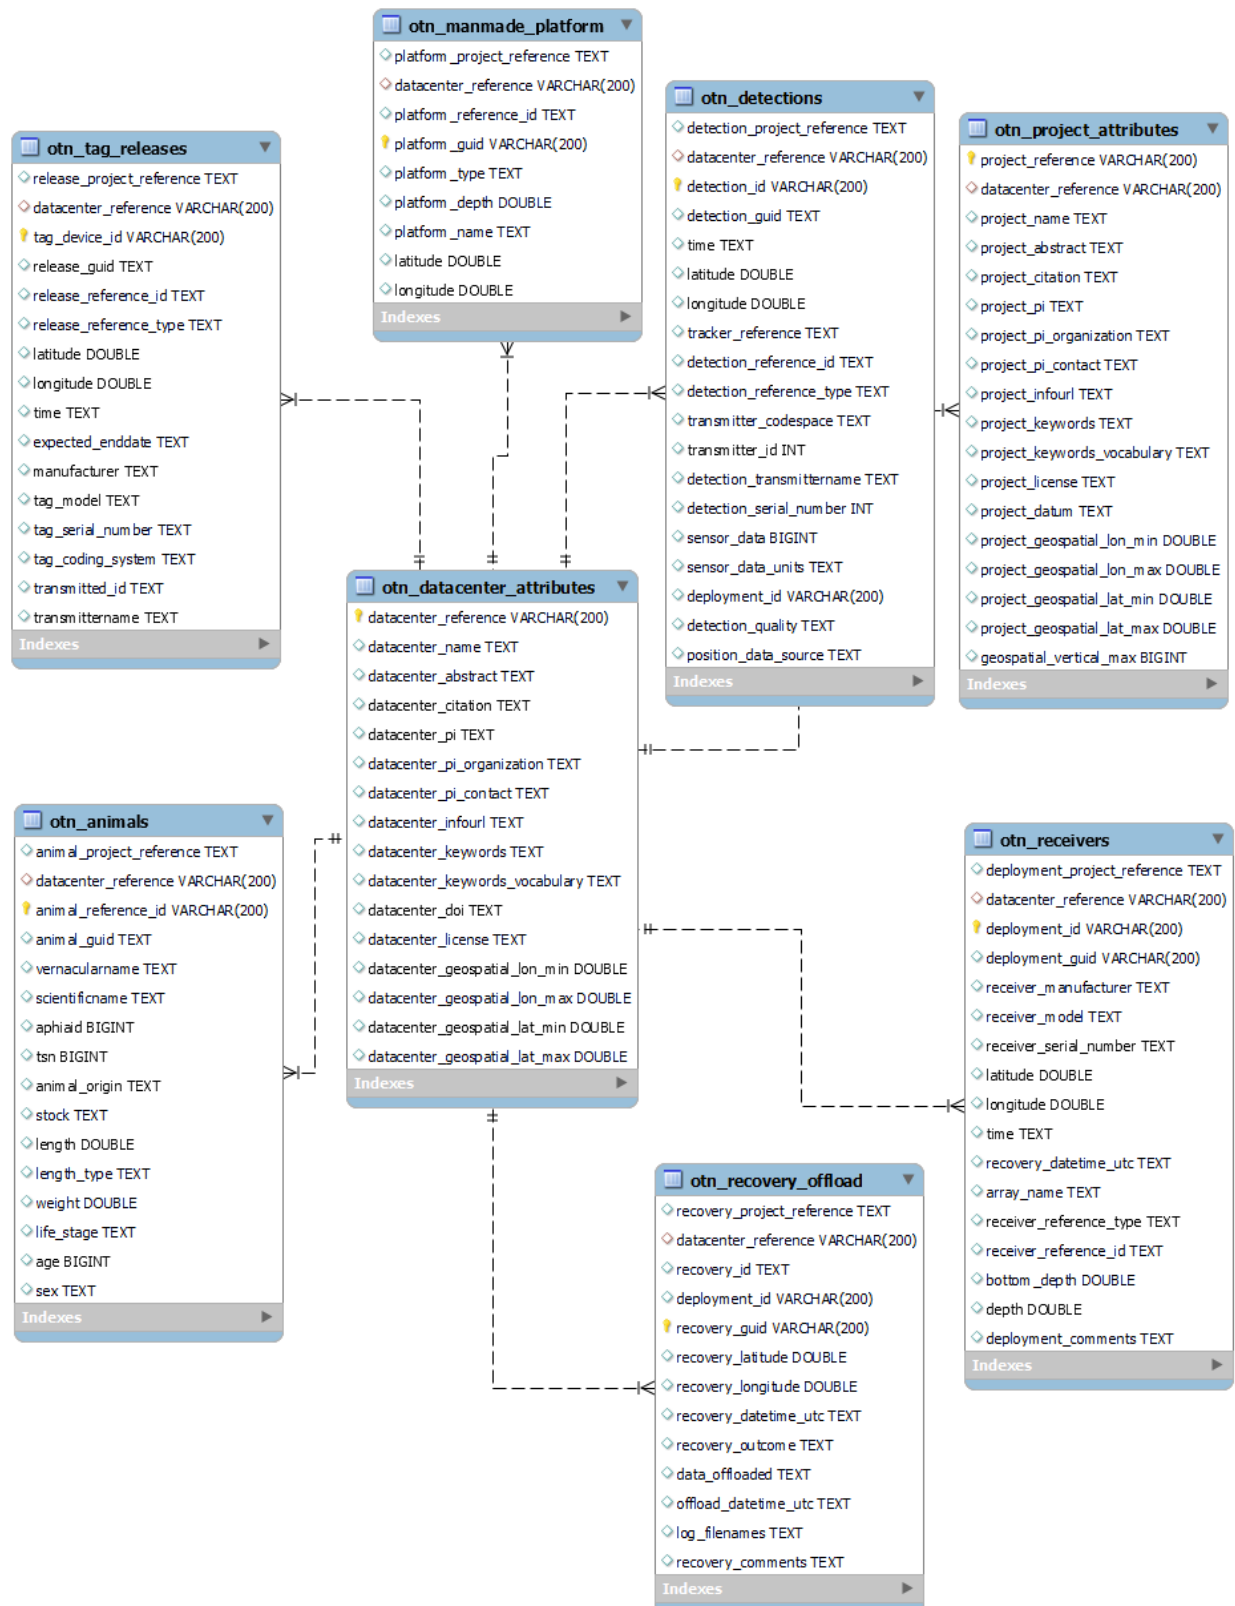 otn_manmade_platform
platform_project_reference TEXT
datacenter_reference VARCHAR(200)
platform_reference_id TEXT
platform_guid VARCHAR(200)
platform_type TEXT
platform_depth DOUBLE
platform_name TEXT
latitude DOUBLE
longitude DOUBLE
Indexes
otn_detections
detection_project_reference TEXT
datacenter_reference VARCHAR(200)
detection_id VARCHAR(200)
detection_guid TEXT
time TEXT
latitude DOUBLE
longitude DOUBLE
tracker_reference TEXT
detection_reference_id TEXT
detection_reference_type TEXT
transmitter_codespace TEXT
transmitter_id INT
detection_transmittername TEXT
detection_serial_number INT
sensor_data BIGINT
sensor_data_units TEXT
deployment_id VARCHAR(200)
detection_quality TEXT
position_data_source TEXT
Indexes
otn_project_attributes
project_reference VARCHAR(200)
datacenter_reference VARCHAR(200)
project_name TEXT
project_abstract TEXT
project_citation TEXT
project_pi TEXT
project_pi_organization TEXT
project_pi_contact TEXT
project_infourl TEXT
project_keywords TEXT
project_keywords_vocabulary TEXT
project_license TEXT
project_datum TEXT
project_geospatial_lon_min DOUBLE
project_geospatial_lon_max DOUBLE
project_geospatial_lat_min DOUBLE
project_geospatial_lat_max DOUBLE
geospatial_vertical_max BIGINT
Indexes
otn_tag_releases
release_project_reference TEXT
datacenter_reference VARCHAR(200)
tag_device_id VARCHAR(200)
release_guid TEXT
release_reference_id TEXT
release_reference_type TEXT
latitude DOUBLE
longitude DOUBLE
time TEXT
expected_enddate TEXT
manufacturer TEXT
tag_model TEXT
tag_serial_number TEXT
tag_coding_system TEXT
transmitted_id TEXT
transmittername TEXT
Indexes
otn_datacenter_attributes
datacenter_reference VARCHAR(200)
datacenter_name TEXT
datacenter_abstract TEXT
datacenter_citation TEXT
datacenter_pi TEXT
datacenter_pi_organization TEXT
datacenter_pi_contact TEXT
datacenter_infourl TEXT
datacenter_keywords TEXT
datacenter_keywords_vocabulary TEXT
datacenter_doi TEXT
datacenter_license TEXT
datacenter_geospatial_lon_min DOUBLE
datacenter_geospatial_lon_max DOUBLE
datacenter_geospatial_lat_min DOUBLE
datacenter_geospatial_lat_max DOUBLE
Indexes
otn_animals
animal_project_reference TEXT
datacenter_reference VARCHAR(200)
animal_reference_id VARCHAR(200)
animal_guid TEXT
vernacularname TEXT
scientificname TEXT
aphiaid BIGINT
tsn BIGINT
animal_origin TEXT
stock TEXT
length DOUBLE
length_type TEXT
weight DOUBLE
life_stage TEXT
age BIGINT
sex TEXT
Indexes
otn_receivers
deployment_project_reference TEXT
datacenter_reference VARCHAR(200)
deployment_id VARCHAR(200)
deployment_guid VARCHAR(200)
receiver_manufacturer TEXT
receiver_model TEXT
receiver_serial_number TEXT
latitude DOUBLE
longitude DOUBLE
time TEXT
recovery_datetime_utc TEXT
array_name TEXT
receiver_reference_type TEXT
receiver_reference_id TEXT
bottom_depth DOUBLE
depth DOUBLE
deployment_comments TEXT
Indexes
otn_recovery_offload
recovery_project_reference TEXT
datacenter_reference VARCHAR(200)
recovery_id TEXT
deployment_id VARCHAR(200)
recovery_guid VARCHAR(200)
recovery_latitude DOUBLE
recovery_longitude DOUBLE
recovery_datetime_utc TEXT
recovery_outcome TEXT
data_offloaded TEXT
offload_datetime_utc TEXT
log_filenames TEXT
recovery_comments TEXT
Indexes